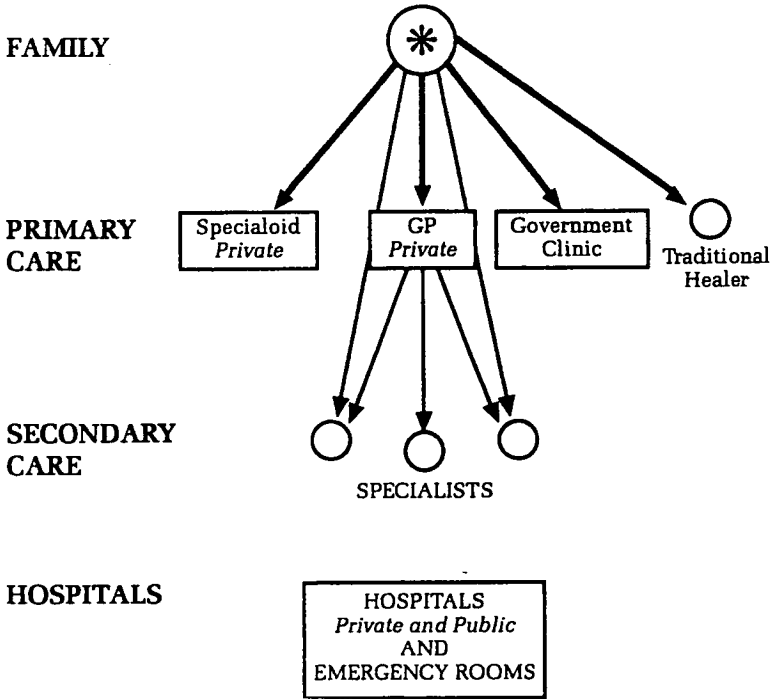 FAMILY
*
PRIMARY
CARE
Specialoid
Private
GP
Private
Government
Clinic
Traditional
Healer
SECONDARY
CARE
SPECIALISTS
HOSPITALS
HOSPITALS
Private and Public
AND
EMERGENCY ROOMS